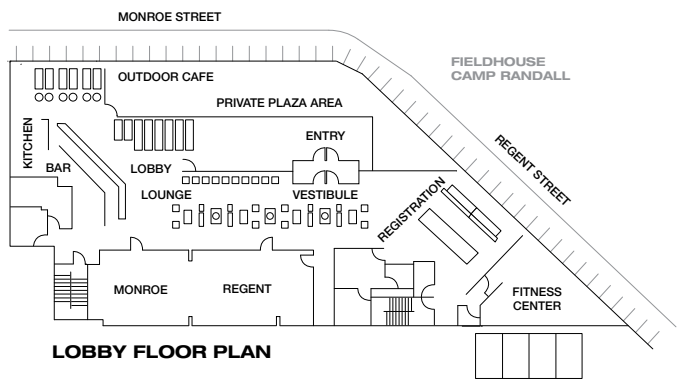 MONROE STREET
FIELDHOUSE
CAMP RANDALL
OUTDOOR CAFE
PRIVATE PLAZA AREA
ENTRY
KITCHEN
BAR
LOBBY
LOUNGE
VESTIBULE
REGISTRATION
REGENT STREET
MONROE
REGENT
FITNESS
CENTER
LOBBY FLOOR PLAN